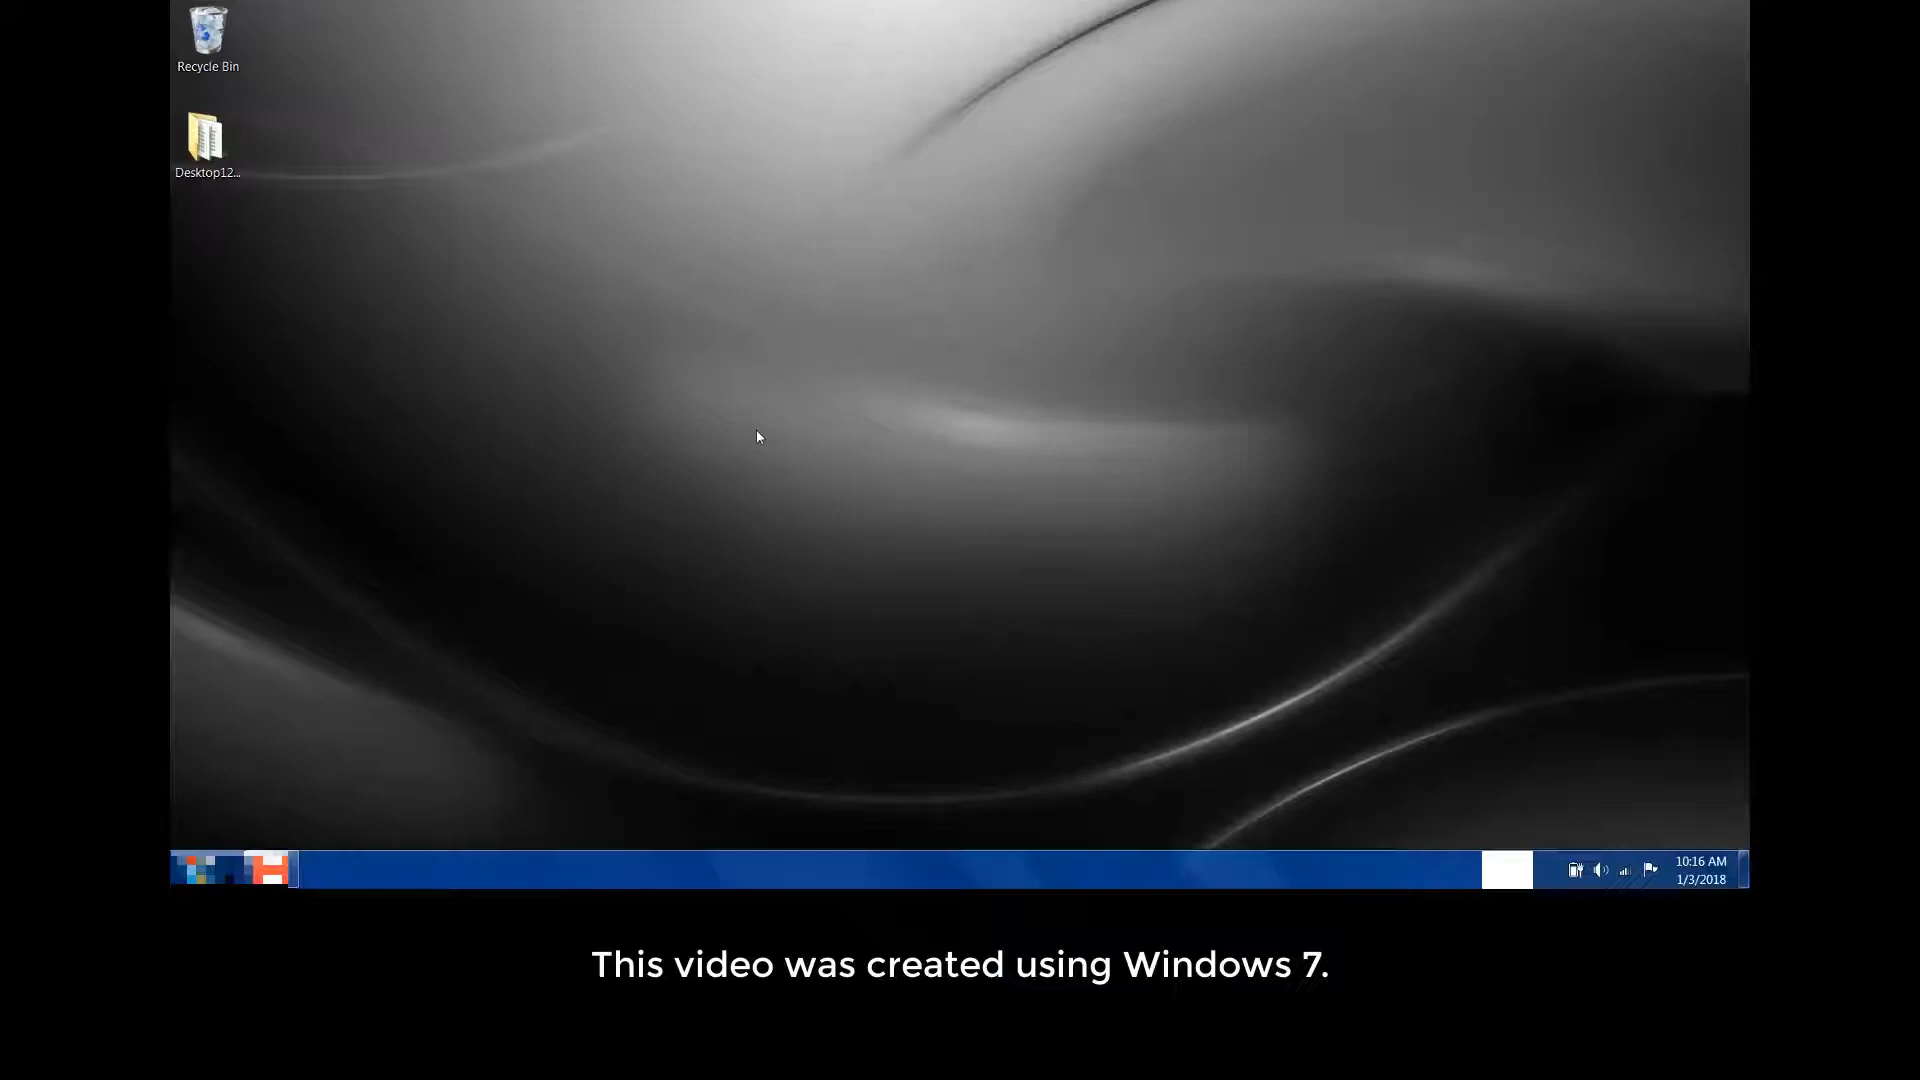 Recycle Bin
Desktop12...
10:16 AM
1/3/2018
This video was created using Windows 7.